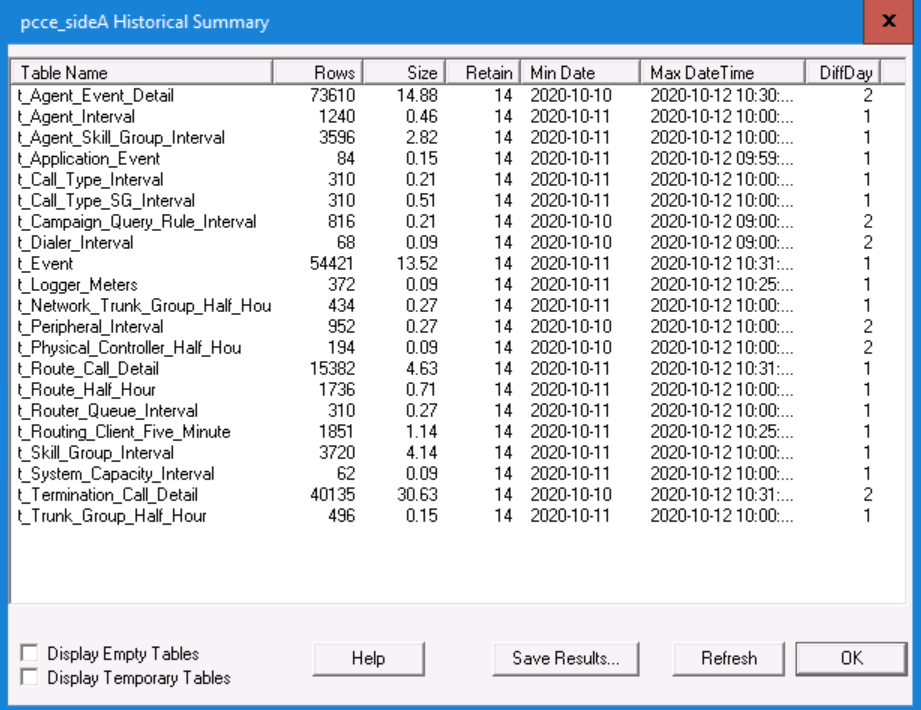 pcce_sideA Historical Summary
x
Table Name Rows Size Retain Min Date Max DateTime DiffDay
t_Agent_Event_Detail 73610 14.88 14 2020-10-10 2020-10-12 10:30:... 2
t_Agent_Interval 1240 0.46 14 2020-10-11 2020-10-12 10:00:... 1
t_Agent_Skill_Group_Interval 3596 2.82 14 2020-10-11 2020-10-12 10:00:... 1
t_Application_Event 84 0.15 14 2020-10-11 2020-10-12 09:59:... 1
t_Call_Type_Interval 310 0.21 14 2020-10-11 2020-10-12 10:00:... 1
t_Call_Type_SG_Interval 310 0.51 14 2020-10-11 2020-10-12 10:00:... 1
t_Campaign_Query_Rule_Interval 816 0.21 14 2020-10-10 2020-10-12 09:00:... 2
t_Dialer_Interval 68 0.09 14 2020-10-10 2020-10-12 09:00:... 2
t_Event 54421 13.52 14 2020-10-11 2020-10-12 10:31:... 1
t_Logger_Meters 372 0.09 14 2020-10-11 2020-10-12 10:25:... 1
t_Network_Trunk_Group_Half_Hou 434 0.27 14 2020-10-11 2020-10-12 10:00:... 1
t_Peripheral_Interval 952 0.27 14 2020-10-10 2020-10-12 10:00:... 2
t_Physical_Controller_Half_Hou 194 0.09 14 2020-10-10 2020-10-12 10:00:... 2
t_Route_Call_Detail 15382 4.63 14 2020-10-11 2020-10-12 10:31:... 1
t_Route_Half_Hour 1736 0.71 14 2020-10-11 2020-10-12 10:00:... 1
t_Router_Queue_Interval 310 0.27 14 2020-10-11 2020-10-12 10:00:... 1
t_Routing_Client_Five_Minute 1851 1.14 14 2020-10-11 2020-10-12 10:25:... 1
t_Skill_Group_Interval 3720 4.14 14 2020-10-11 2020-10-12 10:00:... 1
t_System_Capacity_Interval 62 0.09 14 2020-10-11 2020-10-12 10:00:... 1
t_Termination_Call_Detail 40135 30.63 14 2020-10-10 2020-10-12 10:31:... 2
t_Trunk_Group_Half_Hour 496 0.15 14 2020-10-11 2020-10-12 10:00:... 1
Display Empty Tables
Display Temporary Tables
Help Save Results... Refresh OK